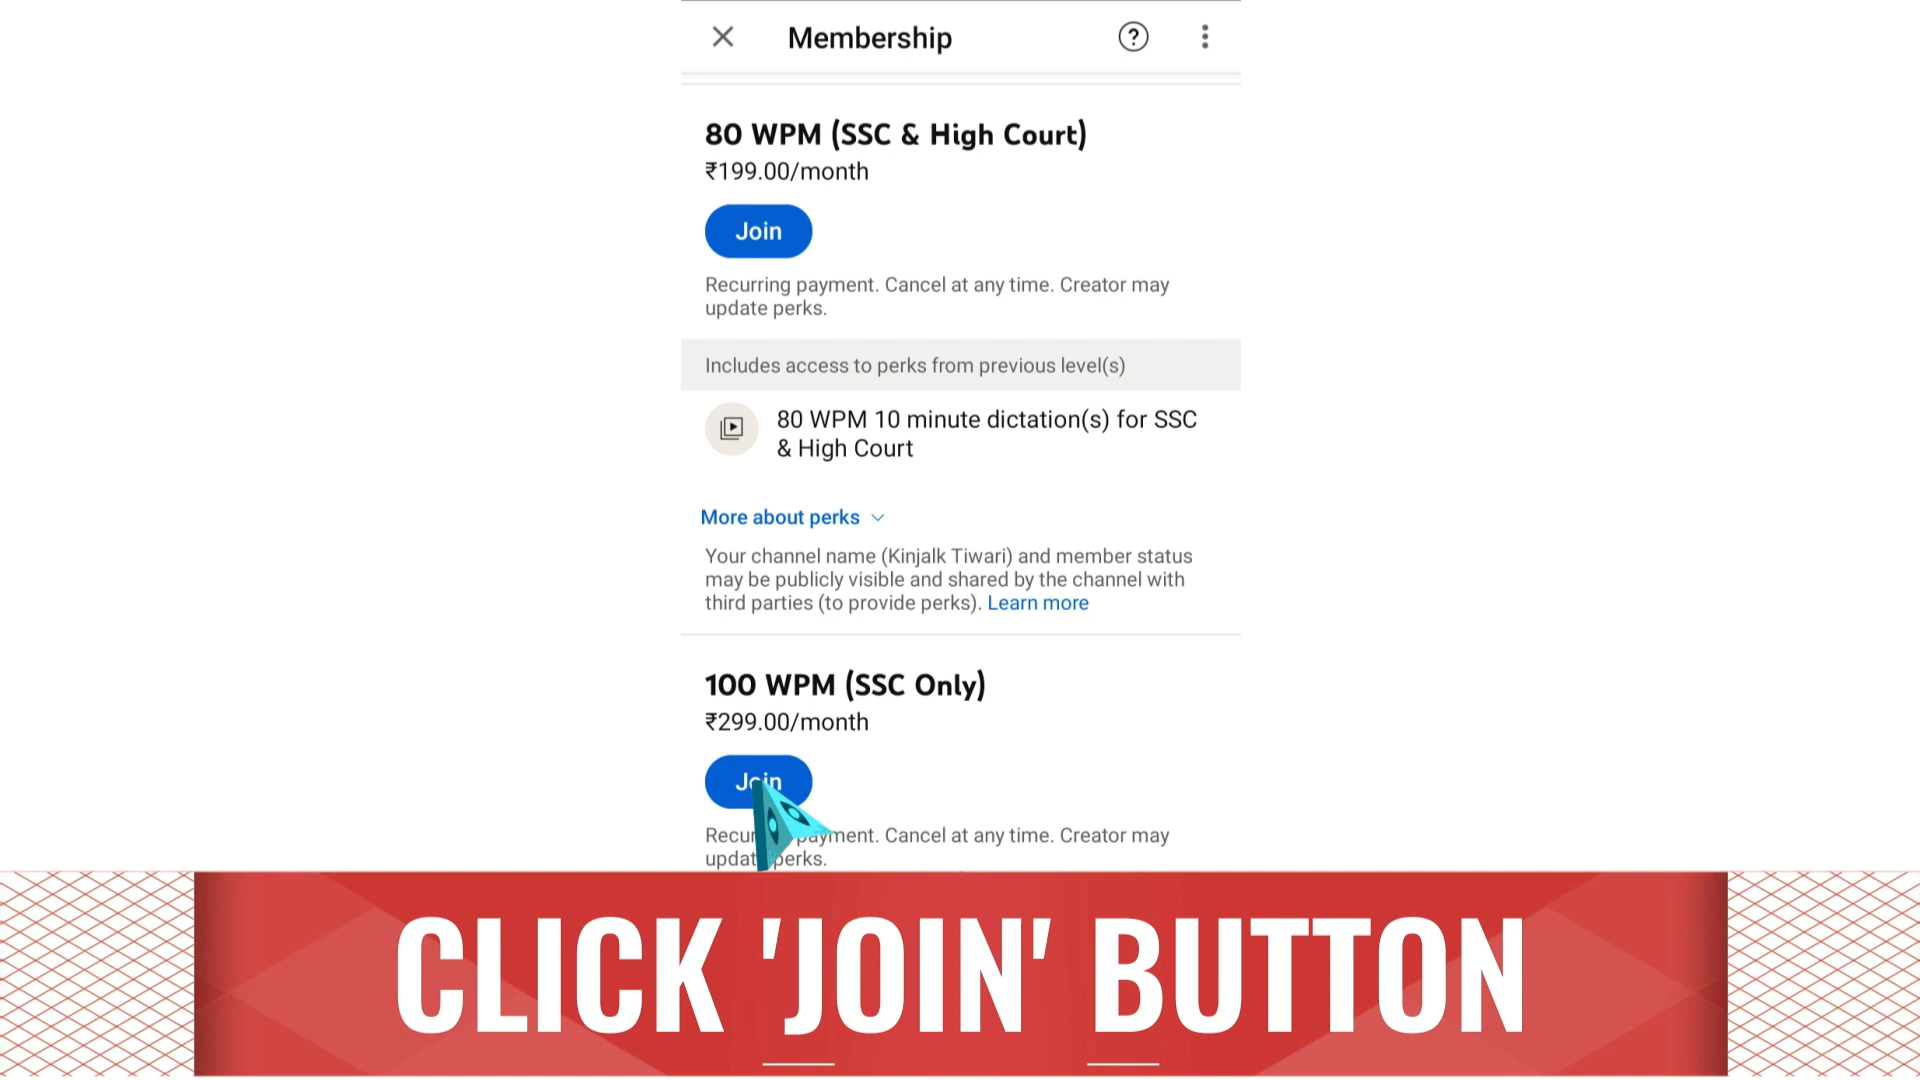 Membership
80 WPM (SSC & High Court)
₹199.00/month
Join
Recurring payment. Cancel at any time. Creator may
update perks.
Includes access to perks from previous level(s)
80 WPM 10 minute dictation(s) for SSC
& High Court
More about perks
Your channel name (Kinjalk Tiwari) and member status
may be publicly visible and shared by the channel with
third parties (to provide perks). Learn more
100 WPM (SSC Only)
₹299.00/month
Join
Recurring payment. Cancel at any time. Creator may
update perks.
CLICK 'JOIN' BUTTON